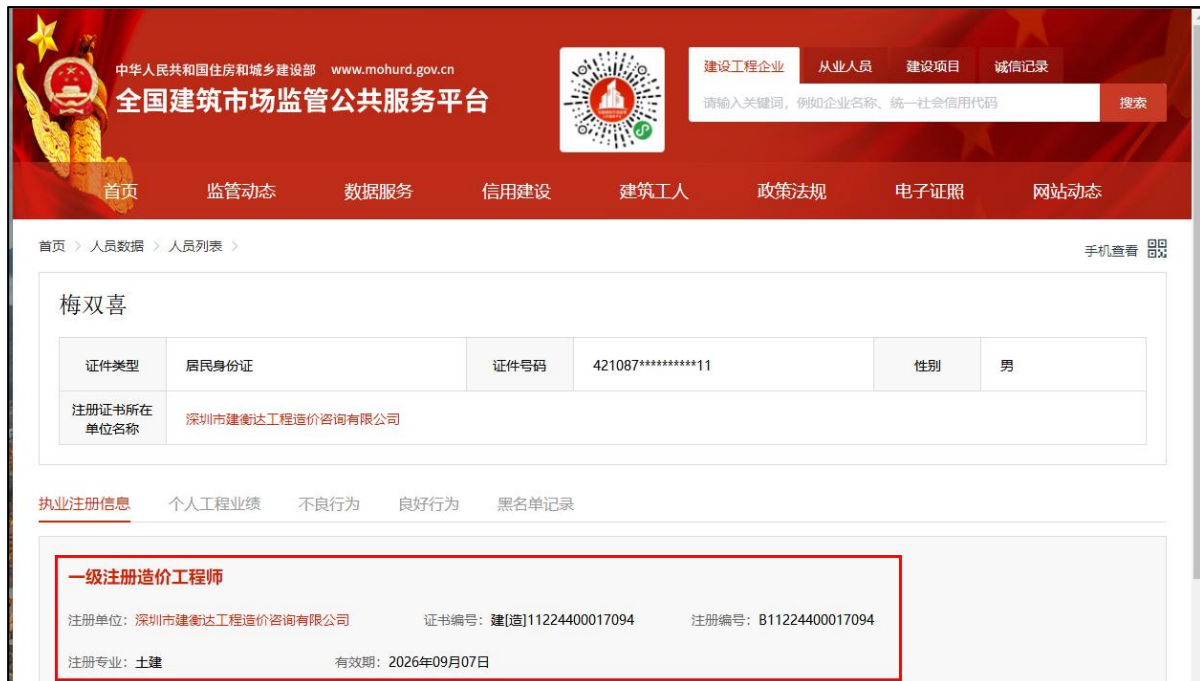 中华人民共和国住房和城乡建设部 www.mohurd.gov.cn
全国建筑市场监管公共服务平台
建设工程企业 从业人员 建设项目 诚信记录
请输入关键词，例如企业名称、统一社会信用代码 搜索
首页 监管动态 数据服务 信用建设 建筑工人 政策法规 电子证照 网站动态
首页 > 人员数据 > 人员列表 >
手机查看
梅双喜
证件类型 居民身份证 证件号码 421087**********11 性别 男
注册证书所在
单位名称
深圳市建衡达工程造价咨询有限公司
执业注册信息 个人工程业绩 不良行为 良好行为 黑名单记录
一级注册造价工程师
注册单位：深圳市建衡达工程造价咨询有限公司 证书编号：建[造]11224400017094 注册编号：B11224400017094
注册专业：土建 有效期：2026年09月07日